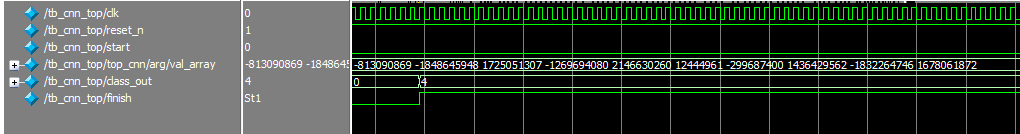 /tb_cnn_top/clk 0
/tb_cnn_top/reset_n 1
/tb_cnn_top/start 0
/tb_cnn_top/top_cnn/arg/val_array -813090869 -1848645 -813090869 -1848645948 1725051307 -1269694080 2146630260 12444961 -299687400 1436429562 -1832264746 1678061872
/tb_cnn_top/class_out 4 0 4
/tb_cnn_top/finish St1